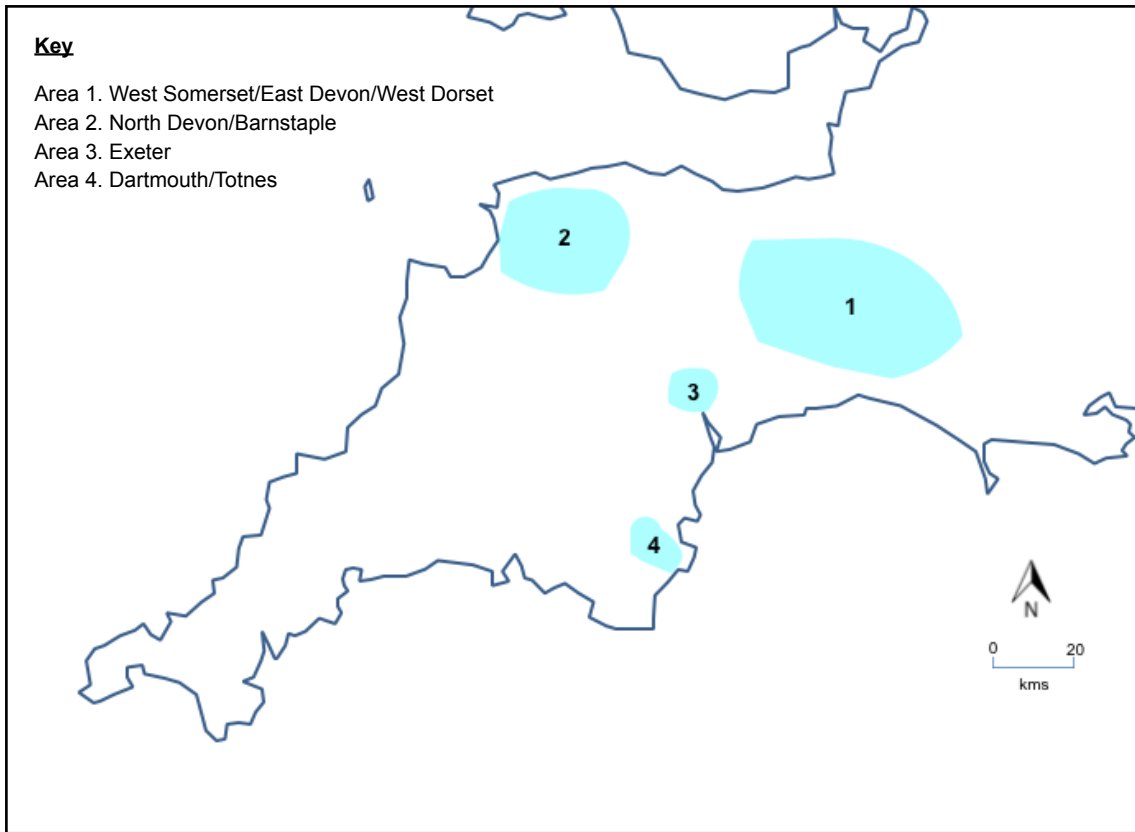 Key
Area 1. West Somerset/East Devon/West Dorset
Area 2. North Devon/Barnstaple
Area 3. Exeter
Area 4. Dartmouth/Totnes
2
1
3
4
N
0 20
kms